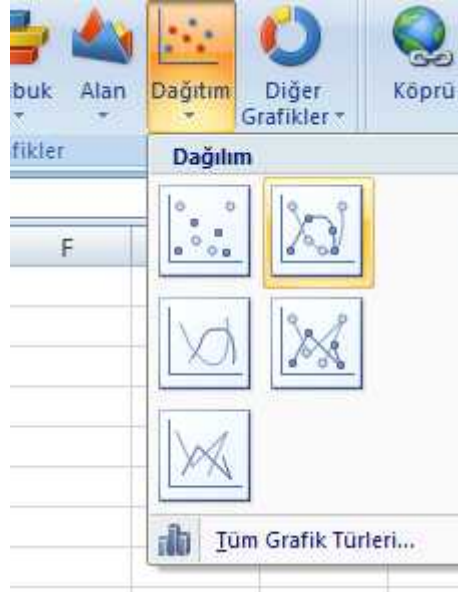 buk Alan Dağıtım Diğer Grafikler Köprü
fikler
Dağılım
F
Tüm Grafik Türleri...